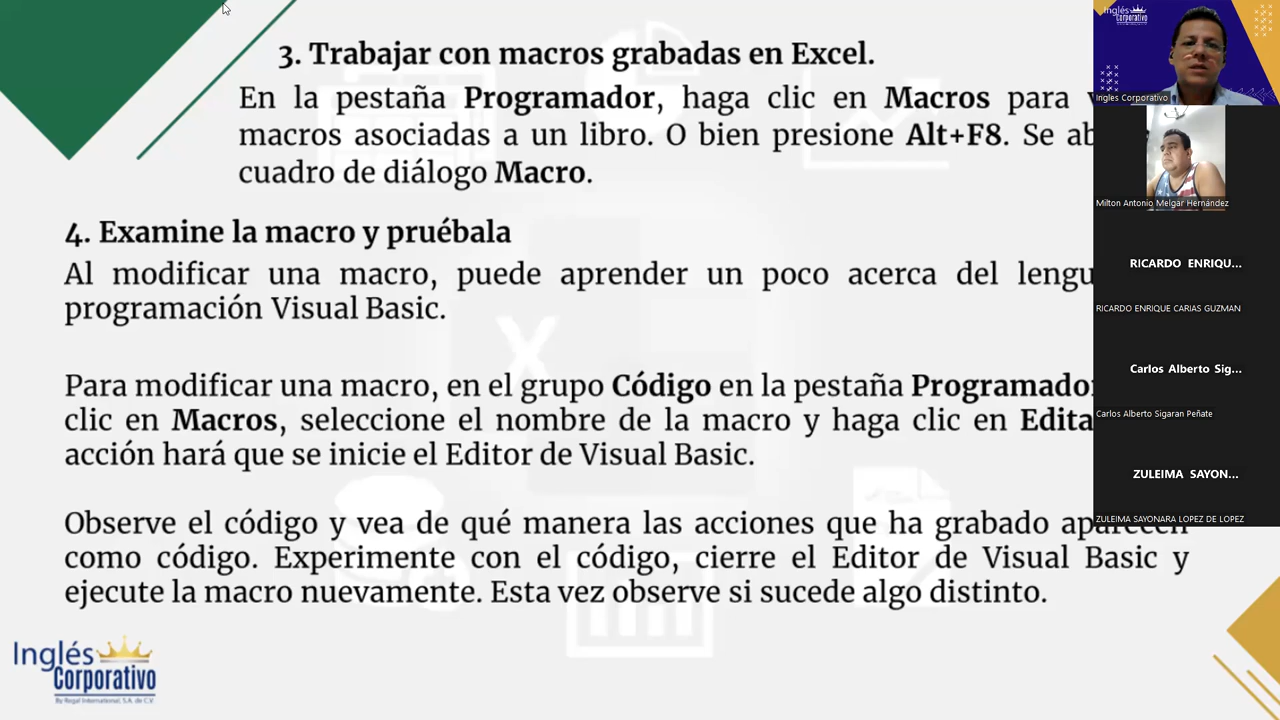 3. Trabajar con macros grabadas en Excel.
En la pestaña Programador, haga clic en Macros para
macros asociadas a un libro. O bien presione Alt+F8. Se
cuadro de diálogo Macro.
4. Examine la macro y pruébala
Al modificar una macro, puede aprender un poco acerca del
programación Visual Basic.
Para modificar una macro, en el grupo Código en la pestaña Programador
clic en Macros, seleccione el nombre de la macro y haga clic en
acción hará que se inicie el Editor de Visual Basic.
Observe el código y vea de qué manera las acciones que ha grabado aparecen
como código. Experimente con el código, cierre el Editor de Visual Basic y
ejecute la macro nuevamente. Esta vez observe si sucede algo distinto.
Inglés
Corporativo
By Regal International, S.A. de C.V.
Inglés
Corporativo
Ingles Corporativo
Milton Antonio Melgar Hernández
RICARDO ENRIQU...
RICARDO ENRIQUE CARIAS GUZMAN
Carlos Alberto Sig...
Carlos Alberto Sigaran Peñate
ZULEIMA SAYON...
ZULEIMA SAYONARA LOPEZ DE LOPEZ